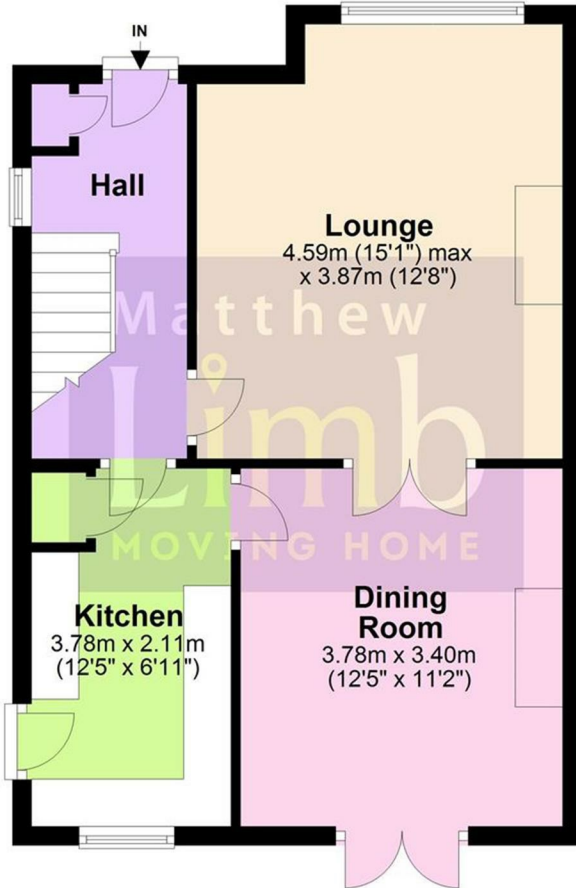 IN
Hall
Lounge
4.59m (15'1") max
x 3.87m (12'8")
Matthew
Limb
MOVING HOME
Kitchen
3.78m x 2.11m
(12'5" x 6'11")
Dining
Room
3.78m x 3.40m
(12'5" x 11'2")